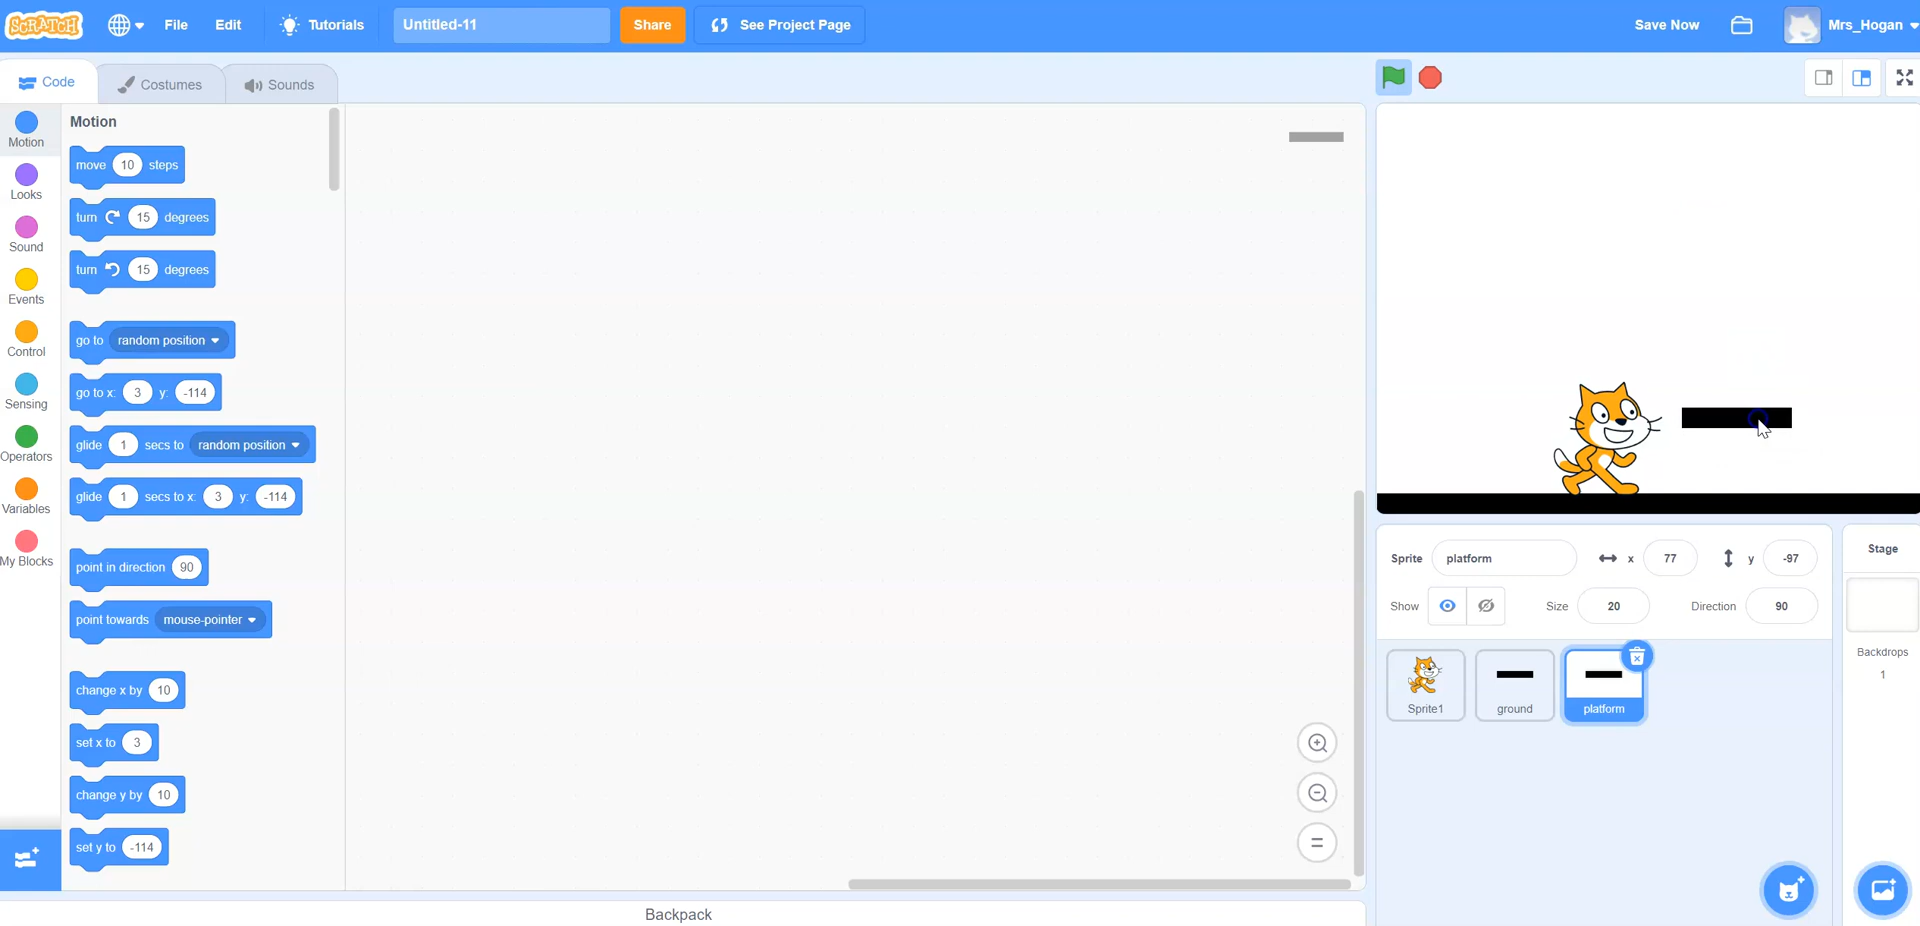 SCRATCH File Edit Tutorials Untitled-11 Share See Project Page Save Now Mrs_Hogan
Code Costumes Sounds
Motion
Looks
Sound
Events
Control
Sensing
Operators
Variables
My Blocks
Motion
move 10 steps
turn 15 degrees
turn 15 degrees
go to random position
go to x: 3 y: -114
glide 1 secs to random position
glide 1 secs to x: 3 y: -114
point in direction 90
point towards mouse-pointer
change x by 10
set x to 3
change y by 10
set y to -114
Backpack
Sprite platform x 77 y -97
Show Size 20 Direction 90
Sprite1 ground platform
Stage
Backdrops
1